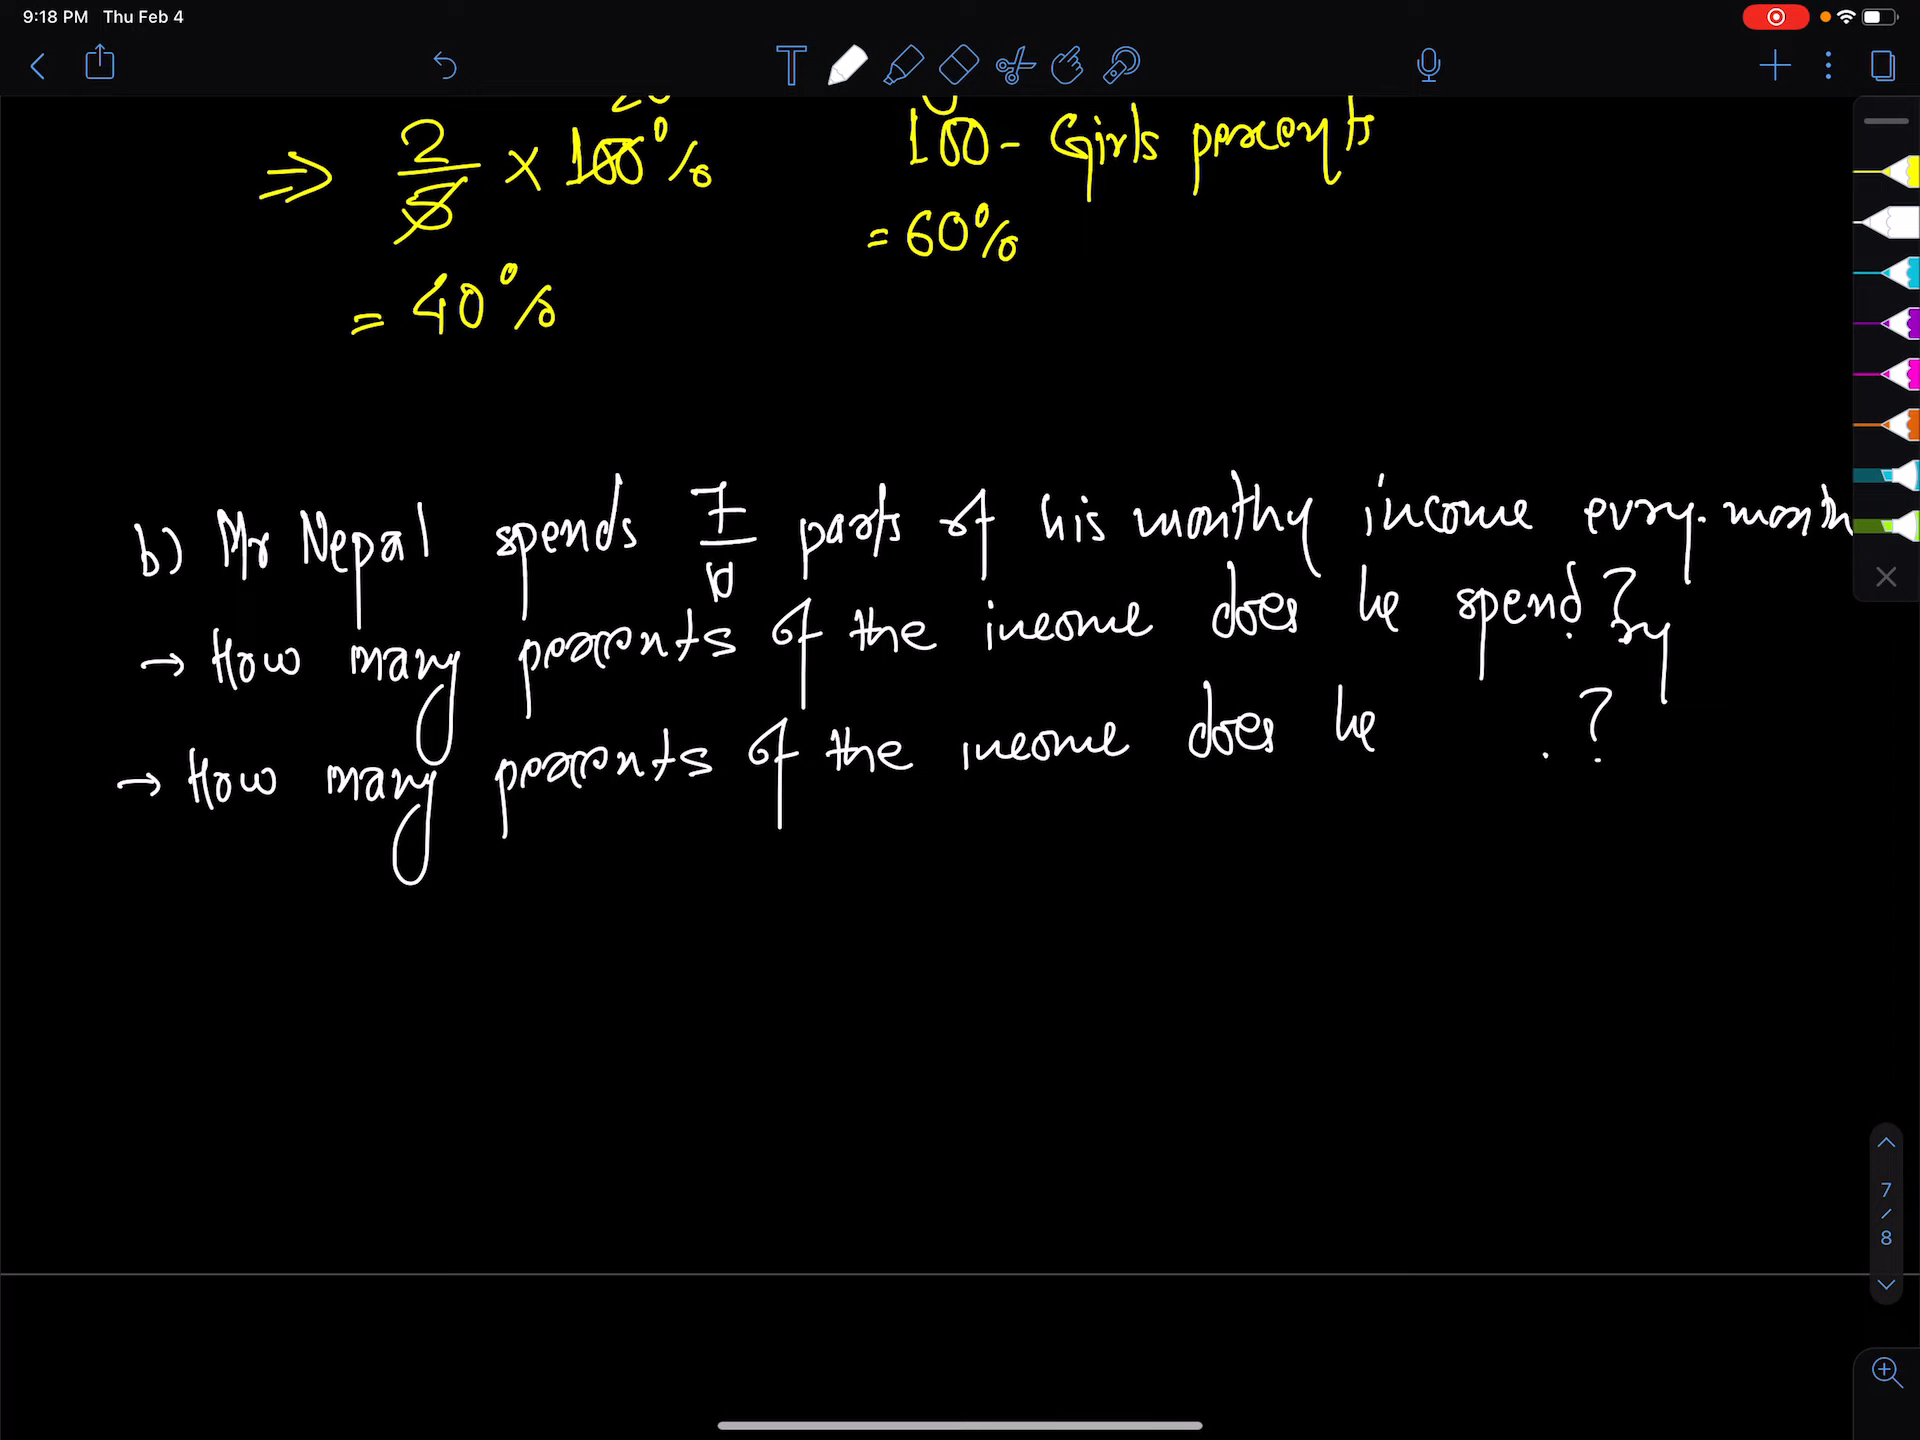 9:18 PM Thu Feb 4
⇒ 2/5 × 100% 100 - Girls percents
= 60%
= 40%
b) Mr Nepal spends 7/10 parts of his monthy income evry month
→ How many percents of the income does he spend?
→ How many percents of the income does he . ?
7
/
8